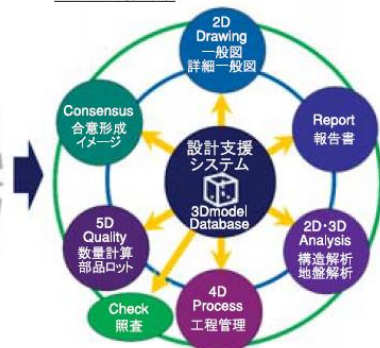 2D
Drawing
一般図
詳細一般図
Consensus
合意形成
イメージ
Report
報告書
設計支援
システム
3Dmodel
Database
5D
Quality
数量計算
部品ロット
2D・3D
Analysis
構造解析
地盤解析
Check
照査
4D
Process
工程管理